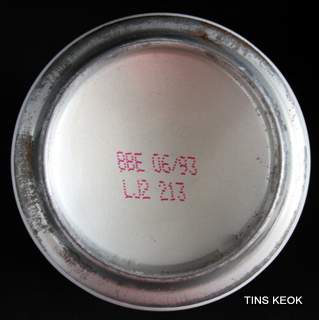 BBE 06/93
LJ2 213
TINS KEOK